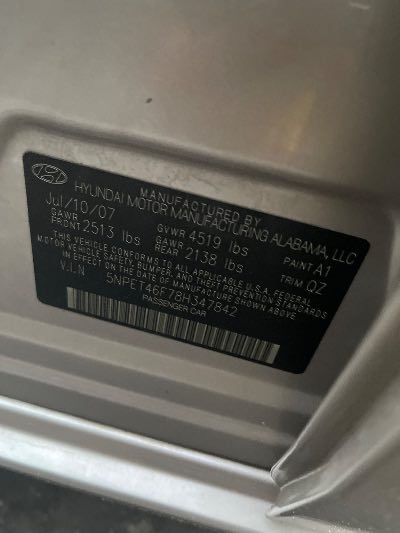 MANUFACTURED BY
HYUNDAI MOTOR MANUFACTURING ALABAMA, LLC
Jul/10/07 GVWR 4519 lbs PAINT A1
GAWR FRONT 2513 lbs GAWR REAR 2138 lbs TRIM QZ
THIS VEHICLE CONFORMS TO ALL APPLICABLE U.S.A. FEDERAL
MOTOR VEHICLE SAFETY, BUMPER, AND THEFT PREVENTION STANDARDS
IN EFFECT ON THE DATE OF MANUFACTURE SHOWN ABOVE
V.I.N 5NPET46F78H347842
PASSENGER CAR